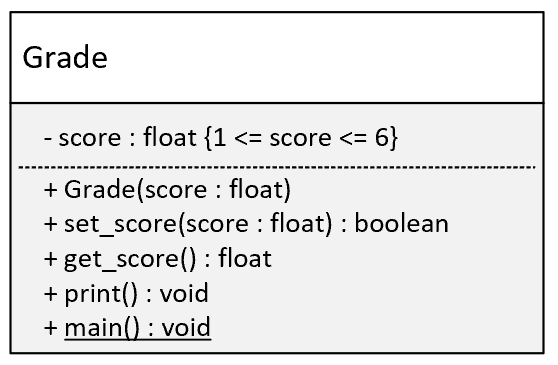 Grade
- score : float {1 <= score <= 6}
+ Grade(score : float)
+ set_score(score : float) : boolean
+ get_score() : float
+ print() : void
+ main() : void